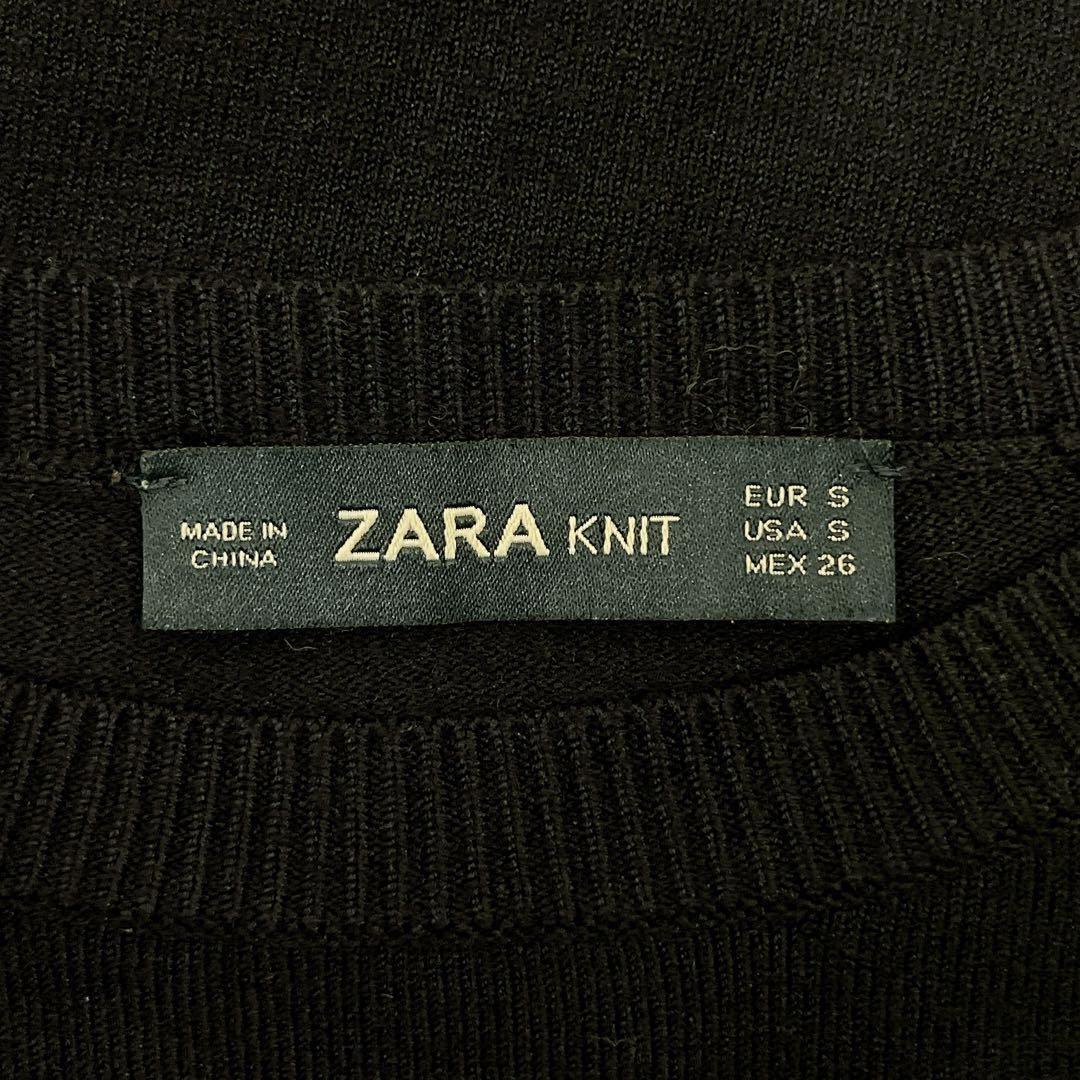 MADE IN
CHINA
ZARA KNIT
EUR S
USA S
MEX 26